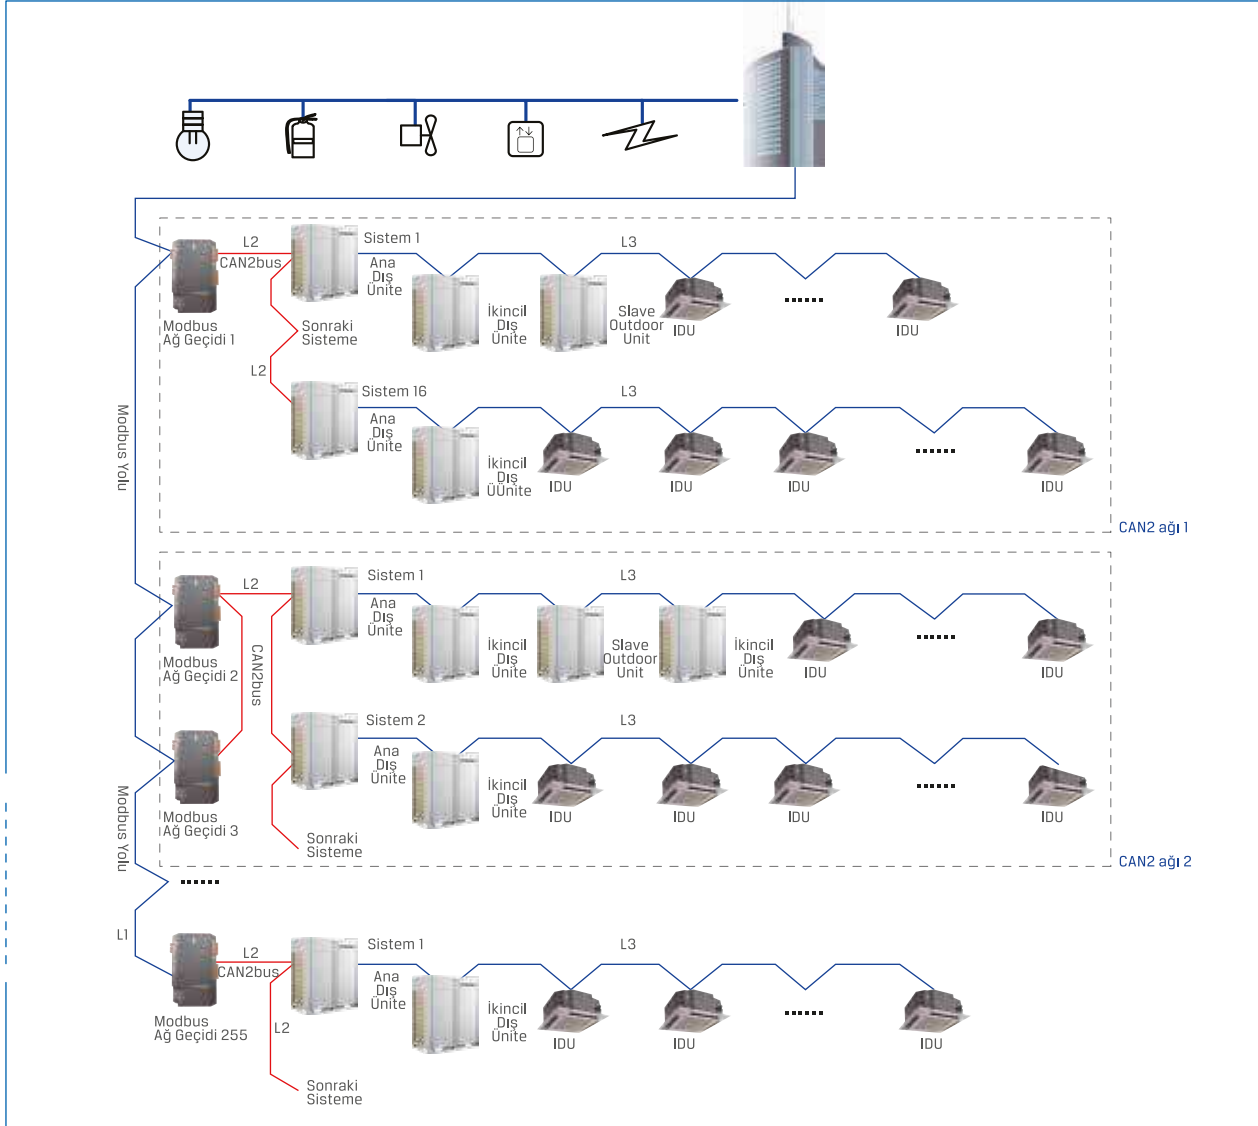 L2
CAN2bus
Modbus
Ağ Geçidi 1
Sistem 1
Ana
Dış
Ünite
Sonraki
Sisteme
L2
İkincil
Dış
Ünite
L3
Slave
Outdoor
Unit
IDU
......
IDU
Sistem 16
Ana
Dış
Ünite
İkincil
Dış
ÜÜnite
L3
IDU
IDU
IDU
......
IDU
Modbus Yolu
CAN2 ağı 1
L2
Modbus
Ağ Geçidi 2
CAN2bus
Sistem 1
Ana
Dış
Ünite
İkincil
Dış
Ünite
L3
Slave
Outdoor
Unit
İkincil
Dış
Ünite
IDU
......
IDU
Modbus
Ağ Geçidi 3
Sistem 2
Ana
Dış
Ünite
Sonraki
Sisteme
İkincil
Dış
Ünite
L3
IDU
IDU
IDU
......
IDU
Modbus Yolu
CAN2 ağı 2
......
L1
L2
CAN2bus
Modbus
Ağ Geçidi 255
L2
Sonraki
Sisteme
Sistem 1
Ana
Dış
Ünite
İkincil
Dış
Ünite
L3
IDU
IDU
......
IDU